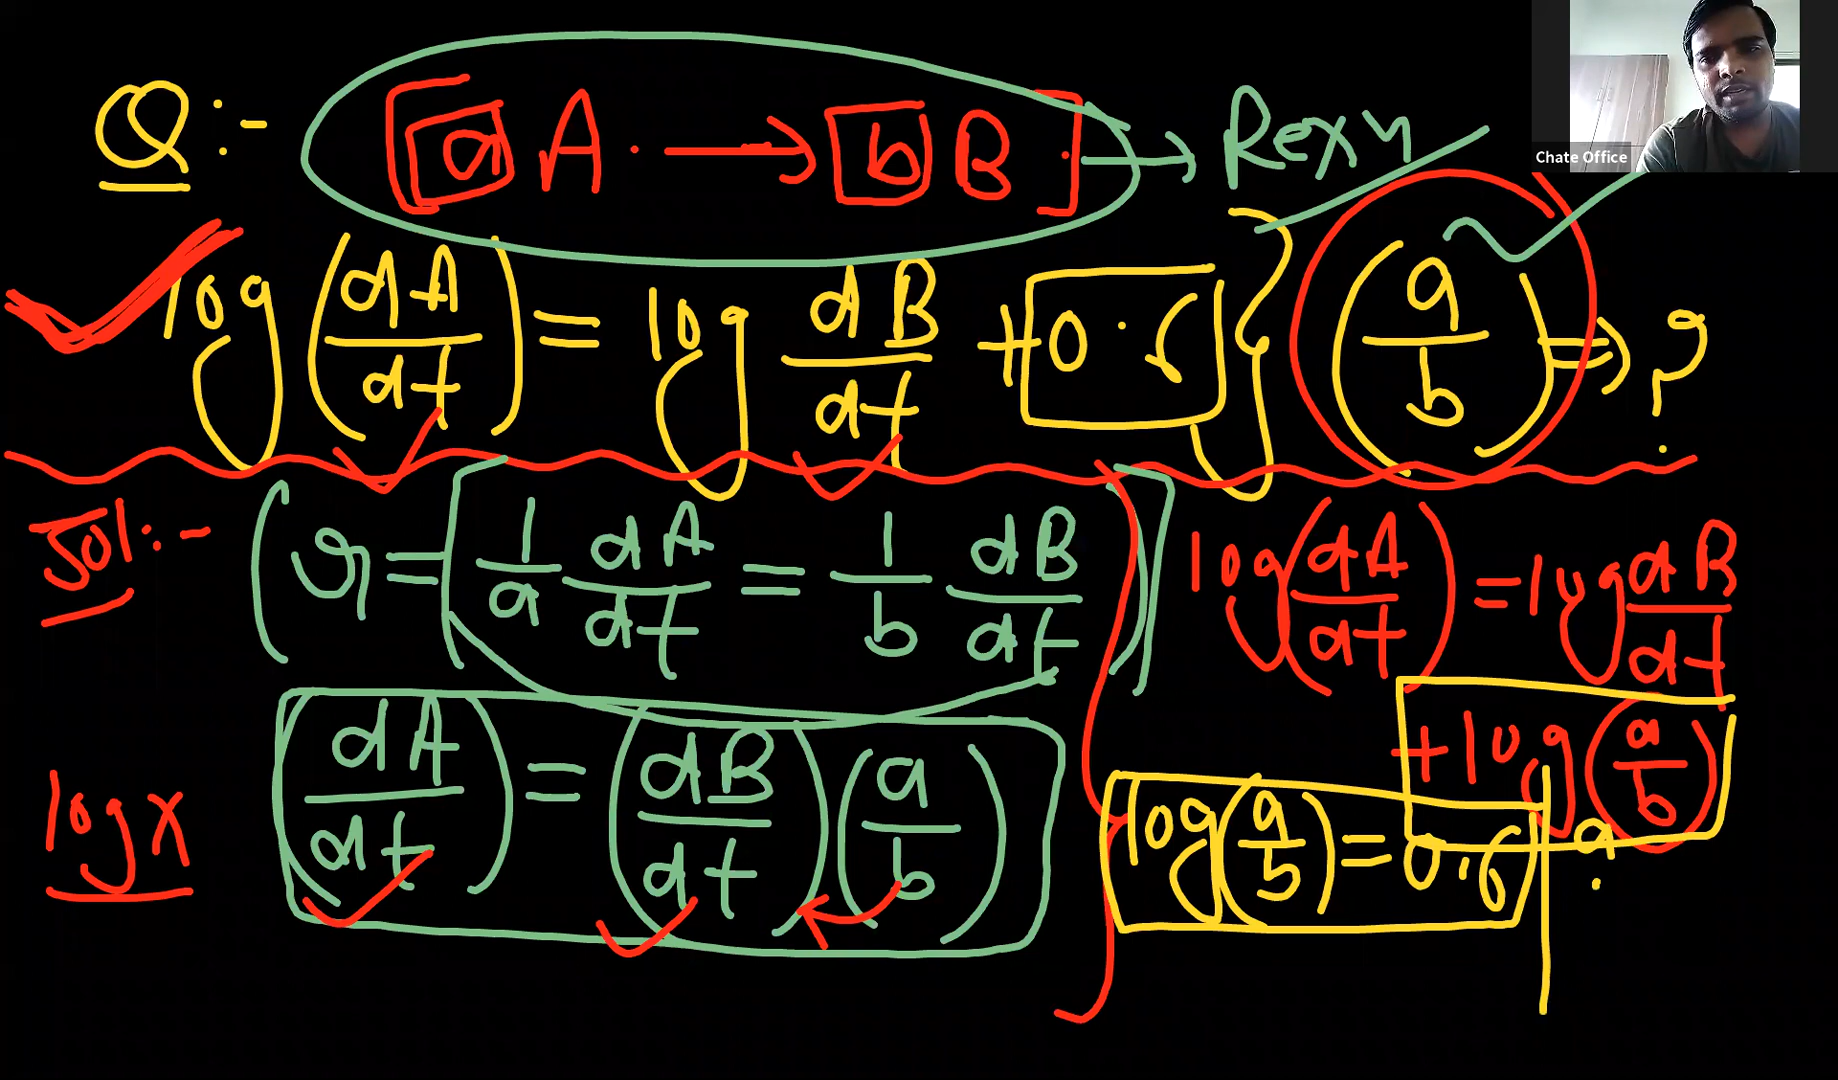 Q:- [aA → bB] → Rexn
log (dA/dt) = log dB/dt + 0.6 } (a/b) ⇒ ?
Sol:- (r = (1/a dA/dt = 1/b dB/dt))
(dA/dt) = (dB/dt) (a/b)
log x
log (dA/dt) = log dB/dt
+ log (a/b)
log (a/b) = 0.6
a
Chate Office